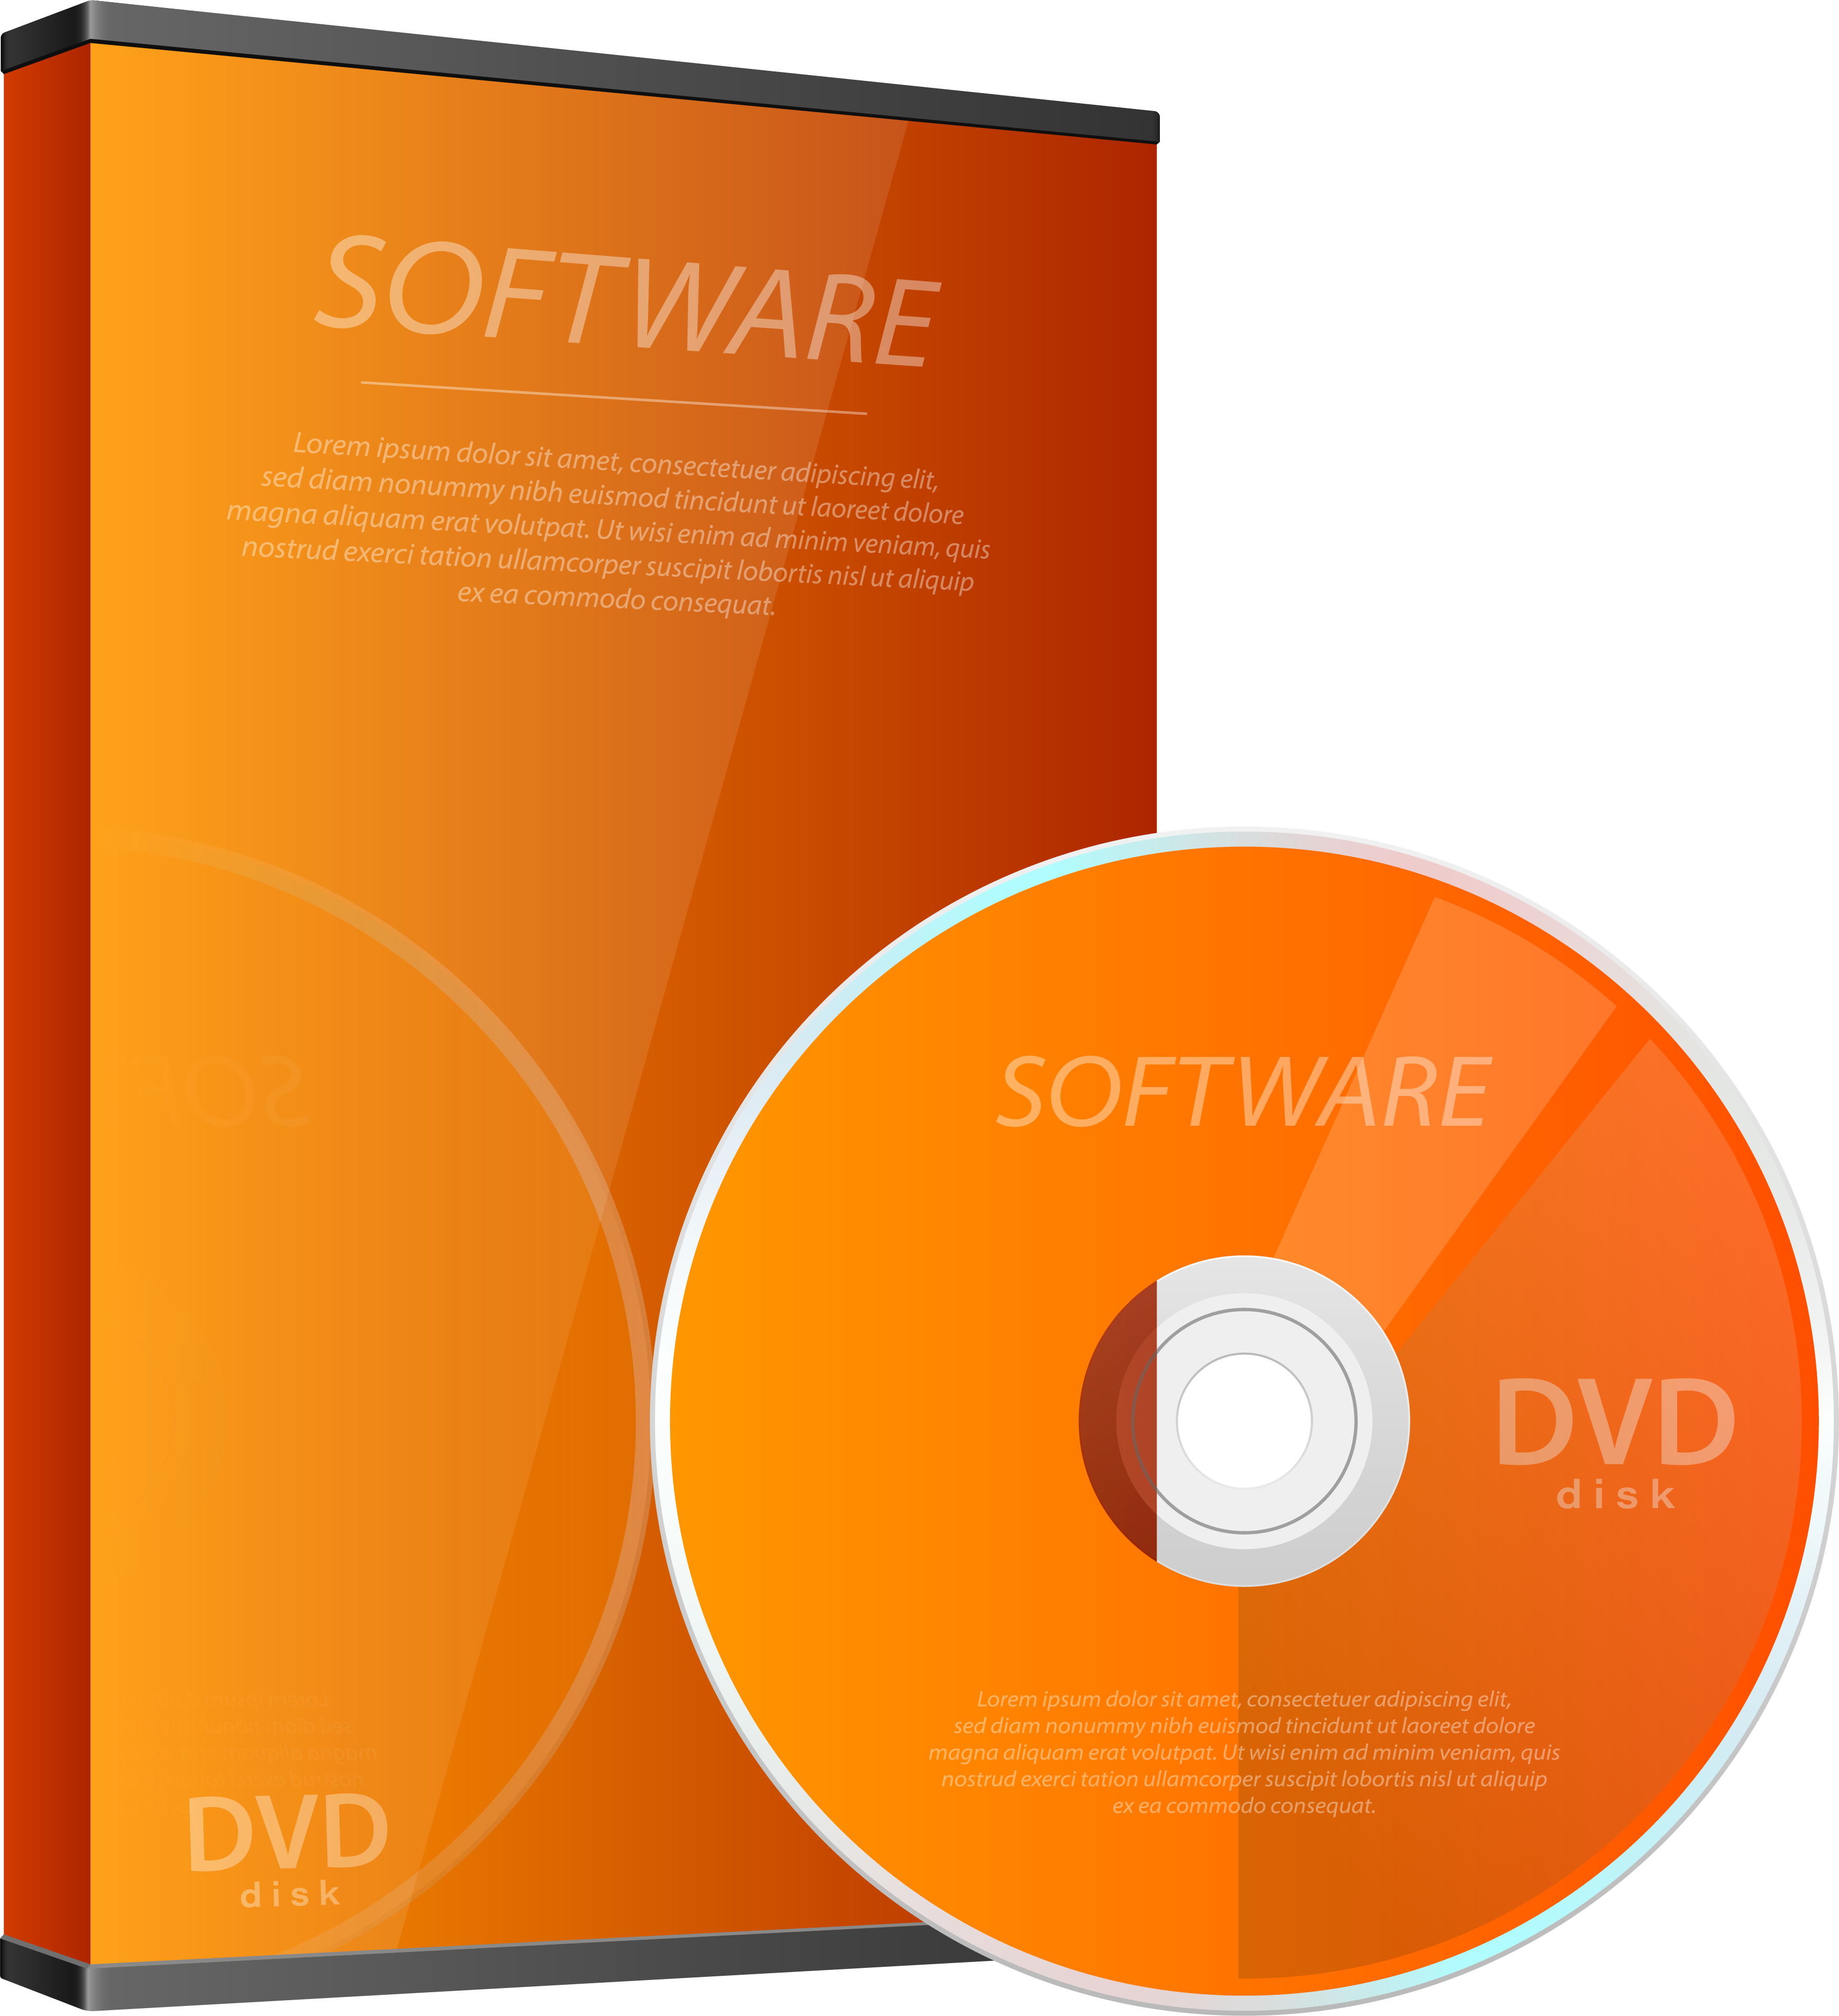 SOFTWARE
Lorem ipsum dolor sit amet, consectetuer adipiscing elit,
sed diam nonummy nibh euismod tincidunt ut laoreet dolore
magna aliquam erat volutpat. Ut wisi enim ad minim veniam, quis
nostrud exerci tation ullamcorper suscipit lobortis nisl ut aliquip
ex ea commodo consequat.
DVD
disk
SOFTWARE
DVD
disk
Lorem ipsum dolor sit amet, consectetuer adipiscing elit,
sed diam nonummy nibh euismod tincidunt ut laoreet dolore
magna aliquam erat volutpat. Ut wisi enim ad minim veniam, quis
nostrud exerci tation ullamcorper suscipit lobortis nisl ut aliquip
ex ea commodo consequat.